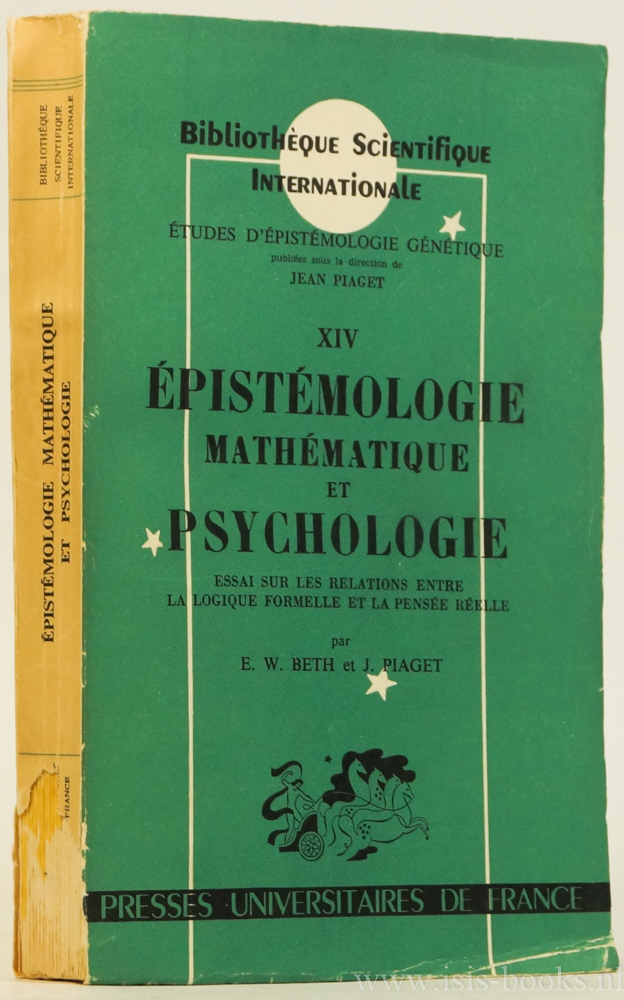 BIBLIOTHÈQUE
SCIENTIFIQUE
INTERNATIONALE
ÉPISTÉMOLOGIE MATHÉMATIQUE
ET PSYCHOLOGIE
FRANCE
Bibliothèque Scientifique
Internationale
ÉTUDES D'ÉPISTÉMOLOGIE GÉNÉTIQUE
publiées sous la direction de
JEAN PIAGET
XIV
ÉPISTÉMOLOGIE
MATHÉMATIQUE
ET
PSYCHOLOGIE
ESSAI SUR LES RELATIONS ENTRE
LA LOGIQUE FORMELLE ET LA PENSÉE RÉELLE
par
E. W. BETH et J. PIAGET
PRESSES UNIVERSITAIRES DE FRANCE
www.isis-books.nl